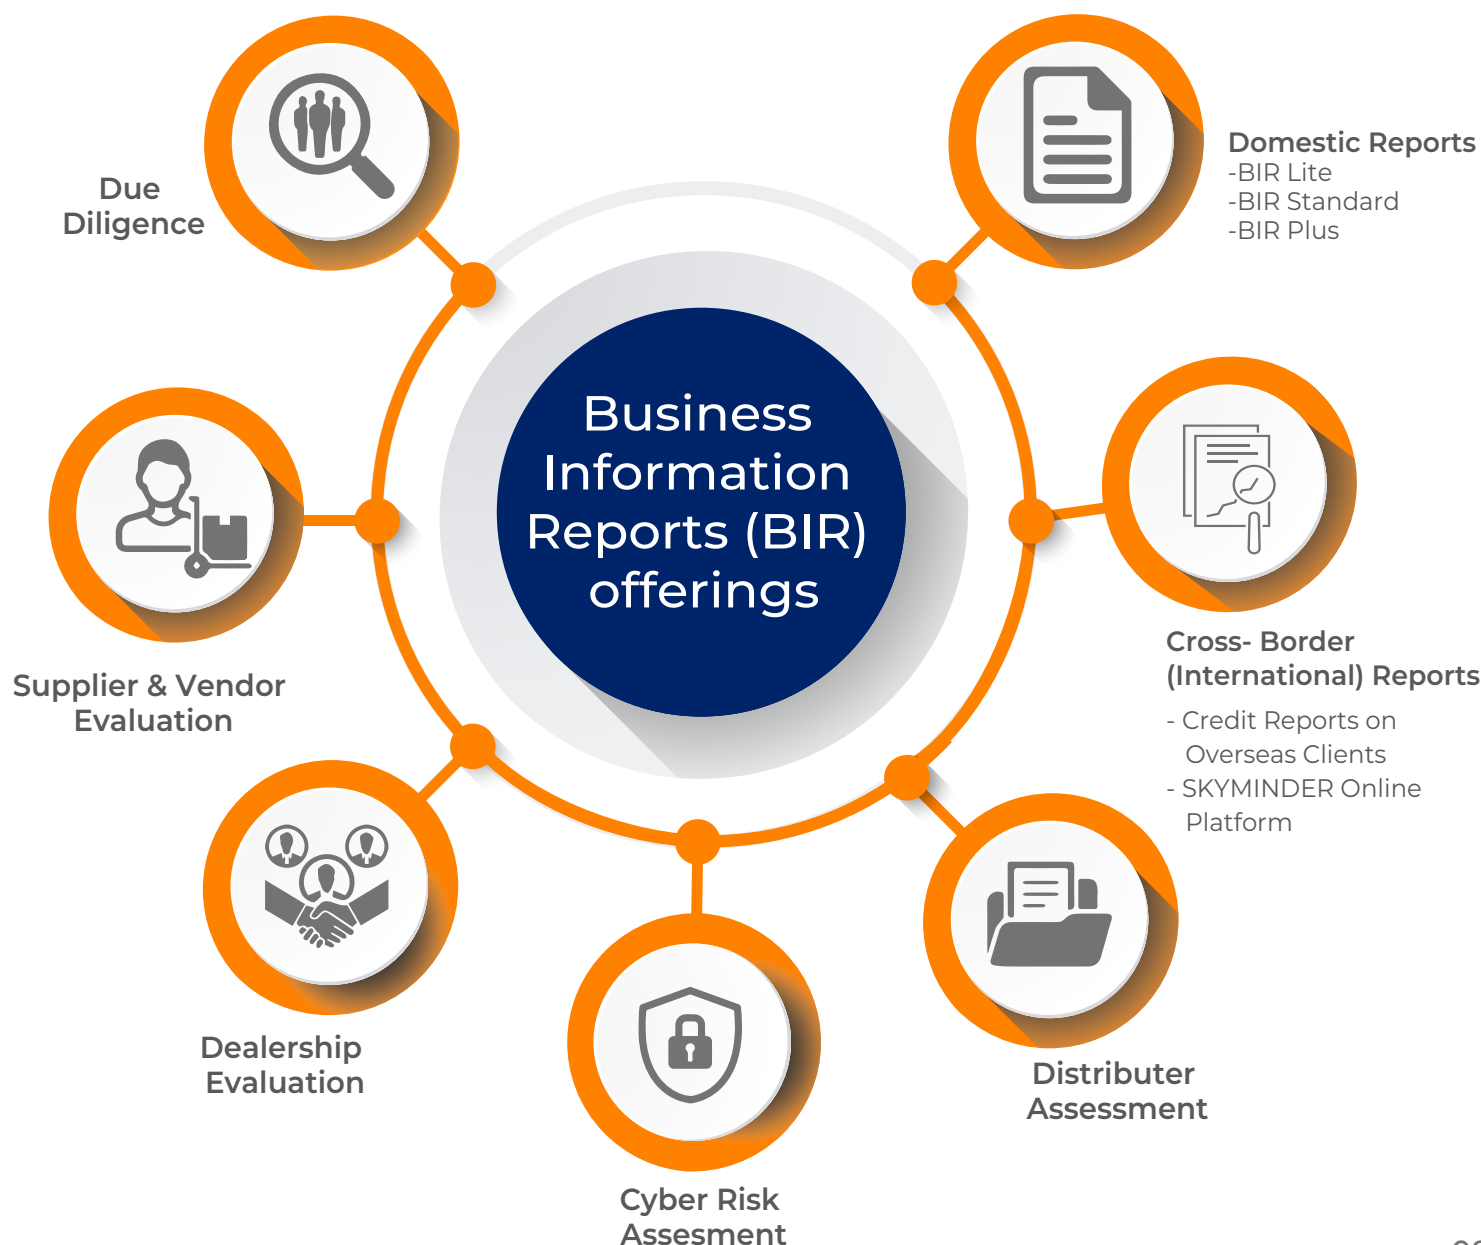 Business
Information
Reports (BIR)
offerings
Domestic Reports
-BIR Lite
-BIR Standard
-BIR Plus
Cross- Border
(International) Reports
- Credit Reports on
Overseas Clients
- SKYMINDER Online
Platform
Distributer
Assessment
Cyber Risk
Assesment
Dealership
Evaluation
Supplier & Vendor
Evaluation
Due
Diligence